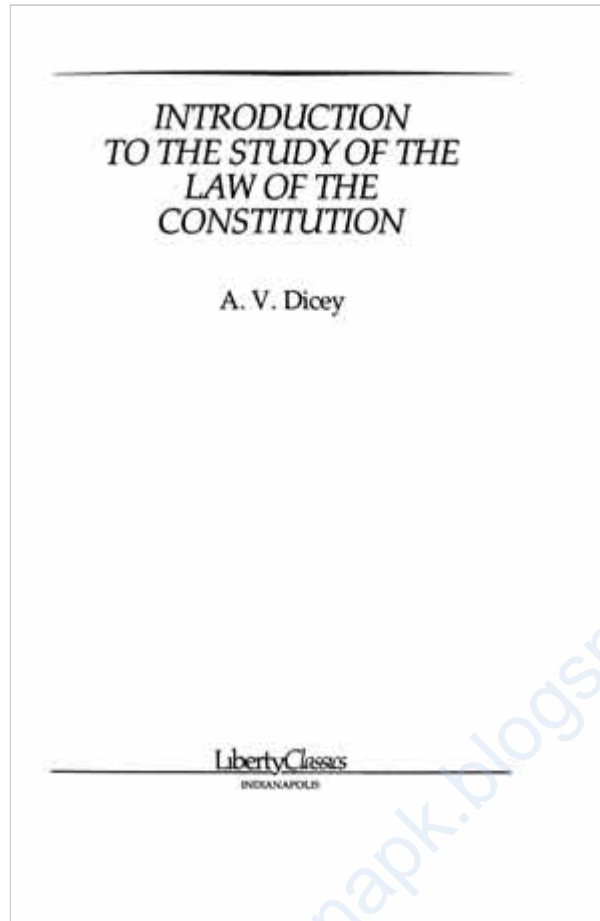 INTRODUCTION
TO THE STUDY OF THE
LAW OF THE
CONSTITUTION
A. V. Dicey
LibertyClassics
INDIANAPOLIS